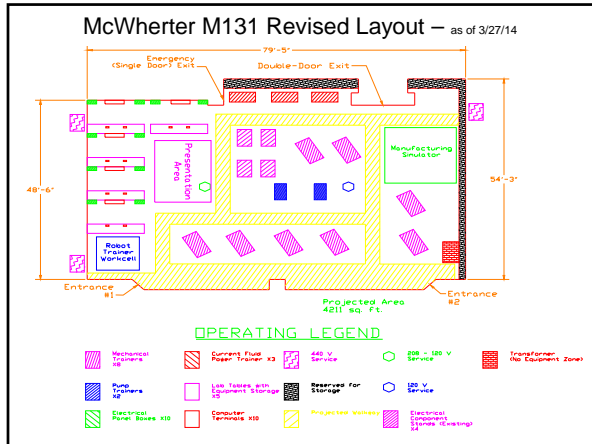 McWherter M131 Revised Layout – as of 3/27/14
79'-5"
Emergency
(Single Door) Exit
Double-Door Exit
Presentation
Area
Manufacturing
Simulator
48'-6"
54'-3"
Robot
Trainer
Workcell
Entrance
#1
Projected Area
4211 sq. ft.
Entrance
#2
OPERATING LEGEND
Mechanical
Trainers
X8
Current Fluid
Power Trainer X3
440 V
Service
208 - 120 V
Service
Transformer
(No Equipment Zone)
Pump
Trainers
X2
Lab Tables with
Equipment Storage
X5
Reserved for
Storage
120 V
Service
Electrical
Panel Boxes X10
Computer
Terminals X10
Projected Walkway
Electrical
Component
Stands (Existing)
X4